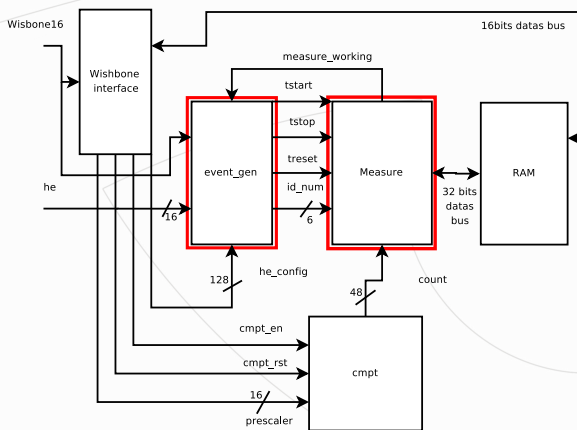 Wisbone16
16bits datas bus
Wishbone
interface
measure_working
tstart
tstop
treset
id_num
6
event_gen
Measure
RAM
32 bits
datas
bus
he
16
128
he_config
48
count
cmpt_en
cmpt_rst
16
prescaler
cmpt